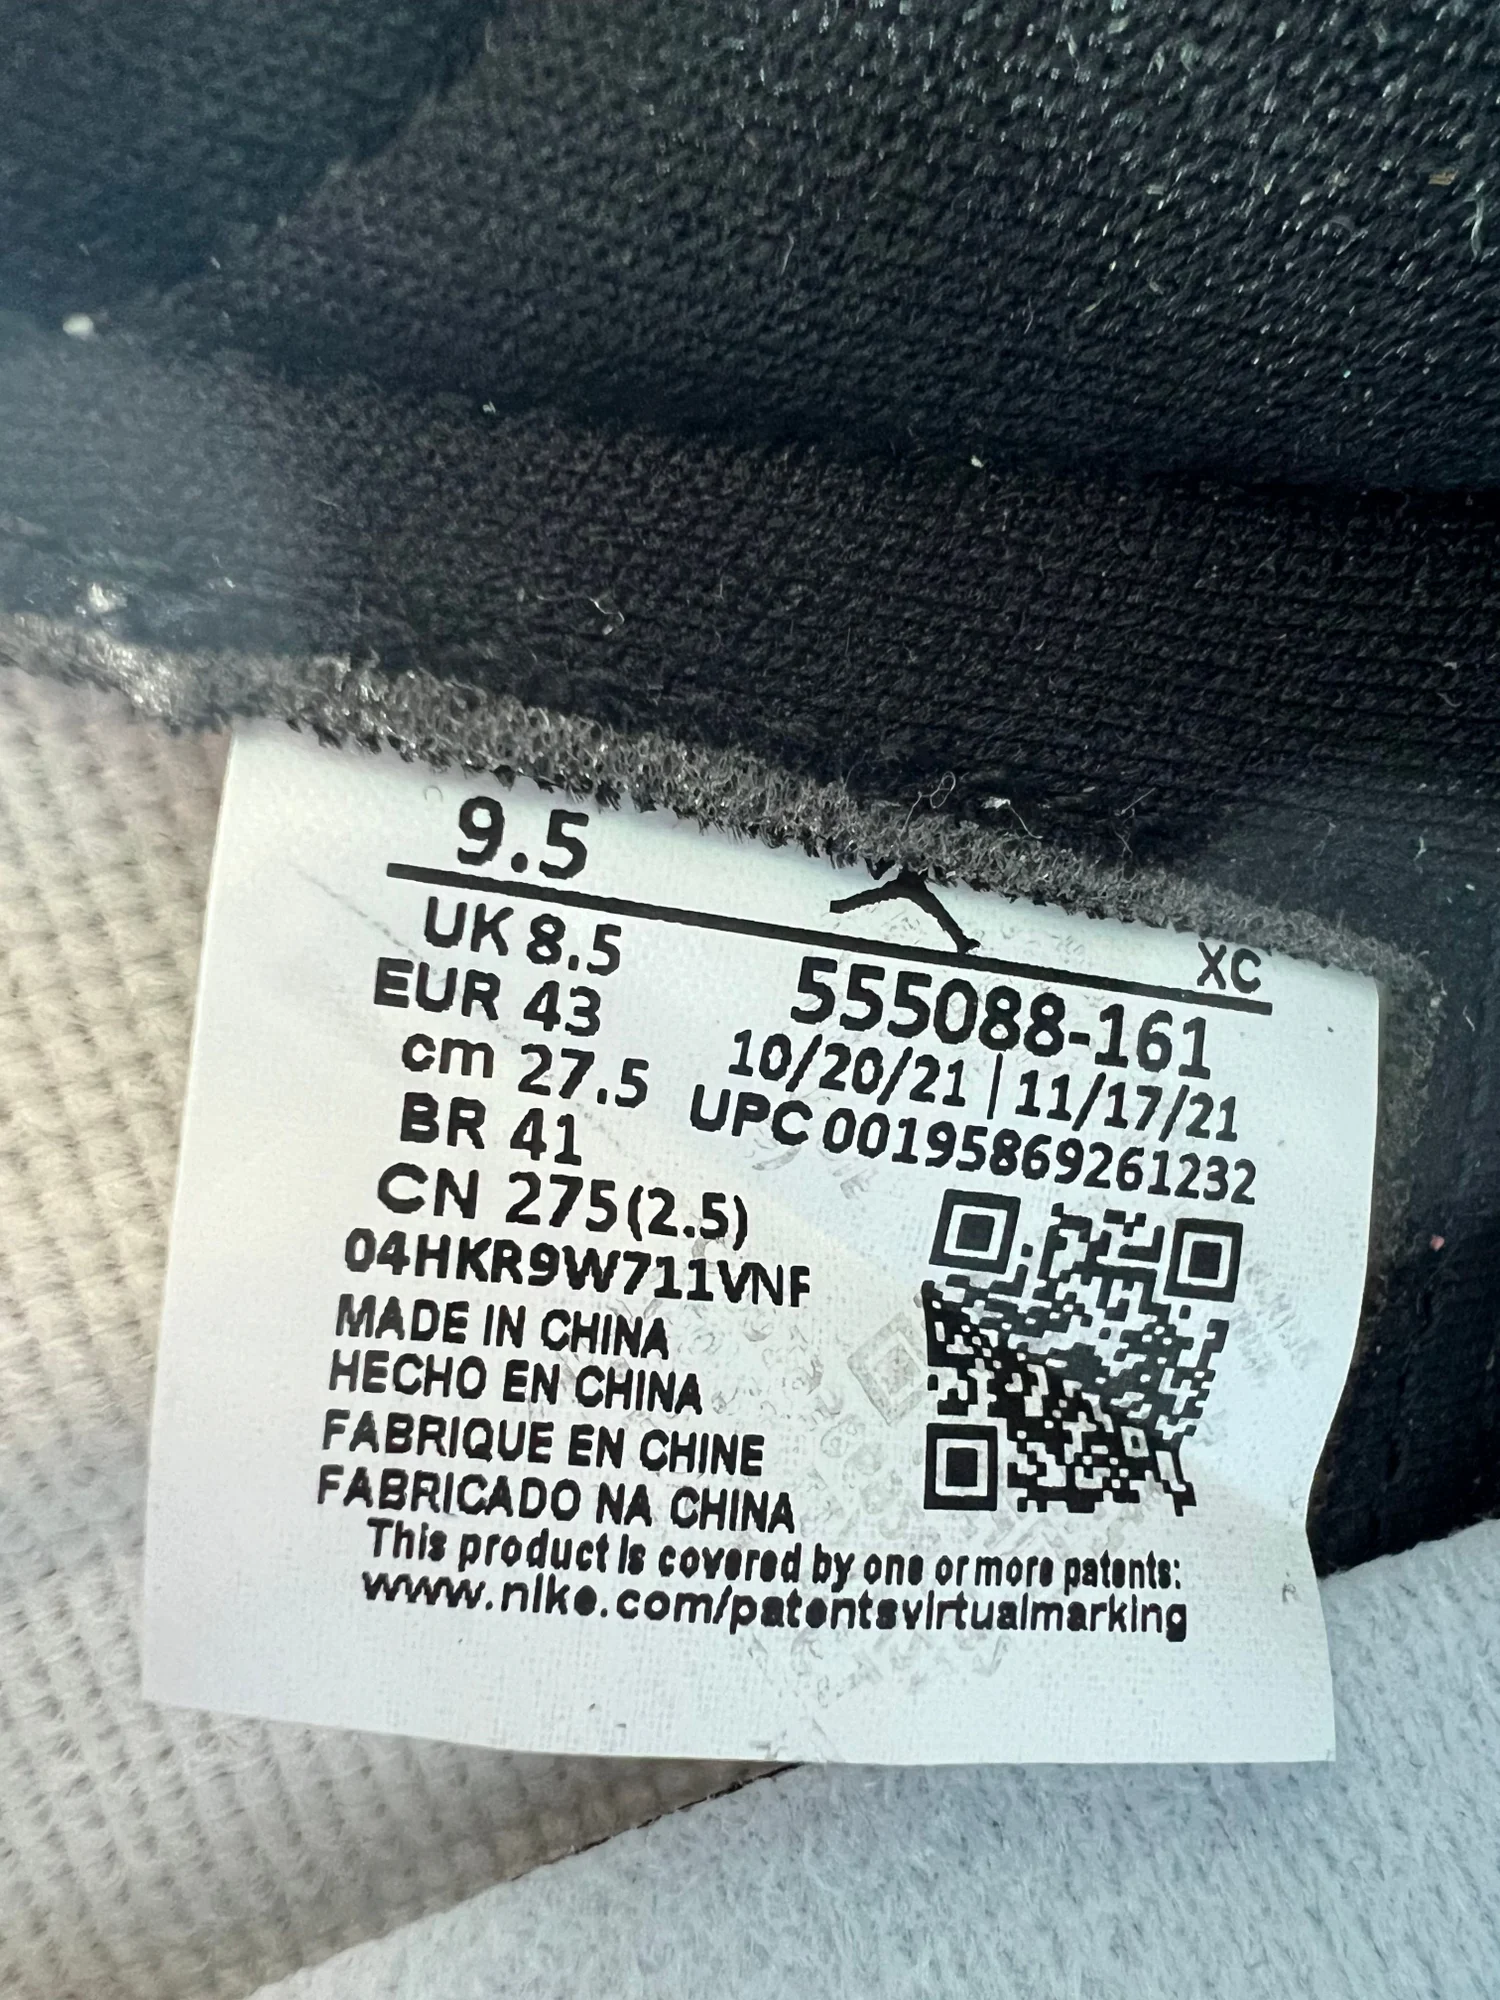 9.5
XC
UK 8.5
EUR 43
cm 27.5
BR 41
CN 275(2.5)
555088-161
10/20/21 | 11/17/21
UPC 00195869261232
04HKR9W711VNF
MADE IN CHINA
HECHO EN CHINA
FABRIQUE EN CHINE
FABRICADO NA CHINA
This product is covered by one or more patents:
www.nike.com/patentsvirtualmarking